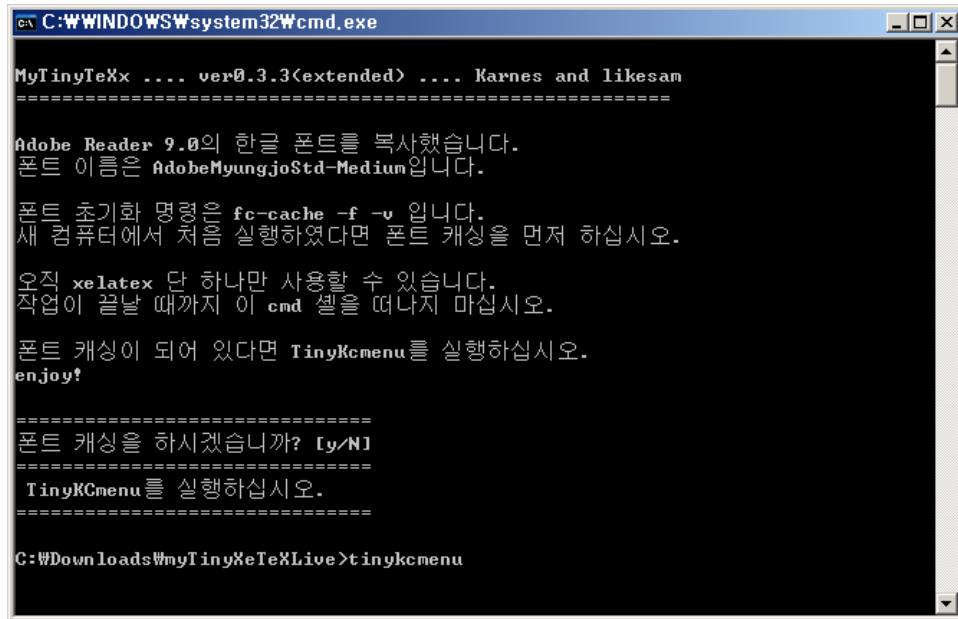 C:₩WINDOWS₩system32₩cmd.exe
MyTinyTeXx .... ver0.3.3(extended) .... Karnes and likesam
=========================================================
Adobe Reader 9.0의 한글 폰트를 복사했습니다.
폰트 이름은 AdobeMyungjoStd-Medium입니다.
폰트 초기화 명령은 fc-cache -f -v 입니다.
새 컴퓨터에서 처음 실행하였다면 폰트 캐싱을 먼저 하십시오.
오직 xelatex 단 하나만 사용할 수 있습니다.
작업이 끝날 때까지 이 cmd 셸을 떠나지 마십시오.
폰트 캐싱이 되어 있다면 TinyKcmenu를 실행하십시오.
enjoy!
===============================
폰트 캐싱을 하시겠습니까? [y/N]
===============================
TinyKCmenu를 실행하십시오.
===============================
C:₩Downloads₩myTinyXeTeXLive>tinykcmenu